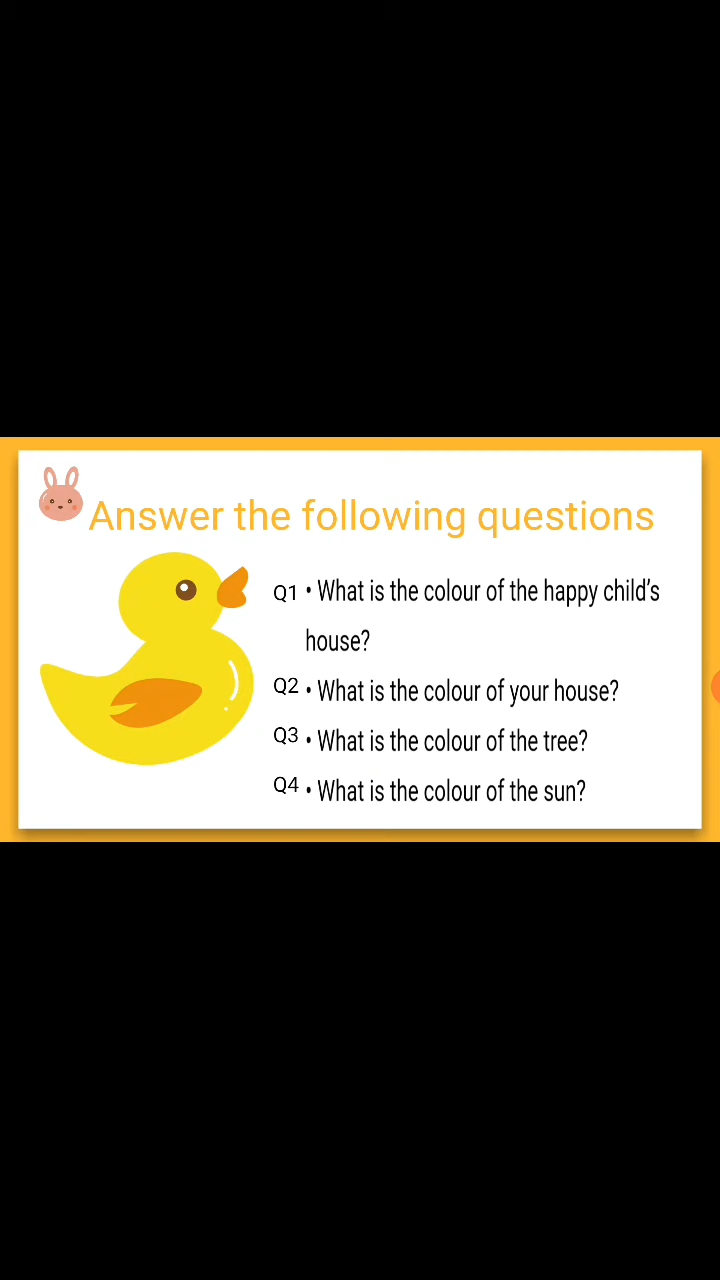 Answer the following questions
Q1 • What is the colour of the happy child's
house?
Q2 • What is the colour of your house?
Q3 • What is the colour of the tree?
Q4 • What is the colour of the sun?